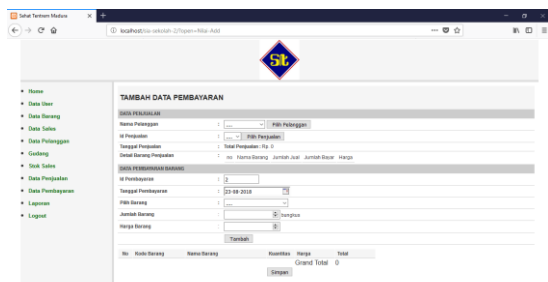 Sehat Tentrem Madura
localhost/sia-sekolah-2/?open=Nilai-Add
St
Home
Data User
Data Barang
Data Sales
Data Pelanggan
Gudang
Stok Sales
Data Penjualan
Data Pembayaran
Laporan
Logout
TAMBAH DATA PEMBAYARAN
DATA PENJUALAN
Nama Pelanggan : .... Pilih Pelanggan
Id Penjualan : .... Pilih Penjualan
Tanggal Penjualan : Total Penjualan : Rp. 0
Detail Barang Penjualan : no Nama Barang Jumlah Jual Jumlah Bayar Harga
DATA PEMBAYARAN BARANG
Id Pembayaran : 2
Tanggal Pembayaran : 22-08-2018
Pilih Barang : ....
Jumlah Barang : bungkus
Harga Barang :
Tambah
No Kode Barang Nama Barang Kuantitas Harga Total
Grand Total 0
Simpan